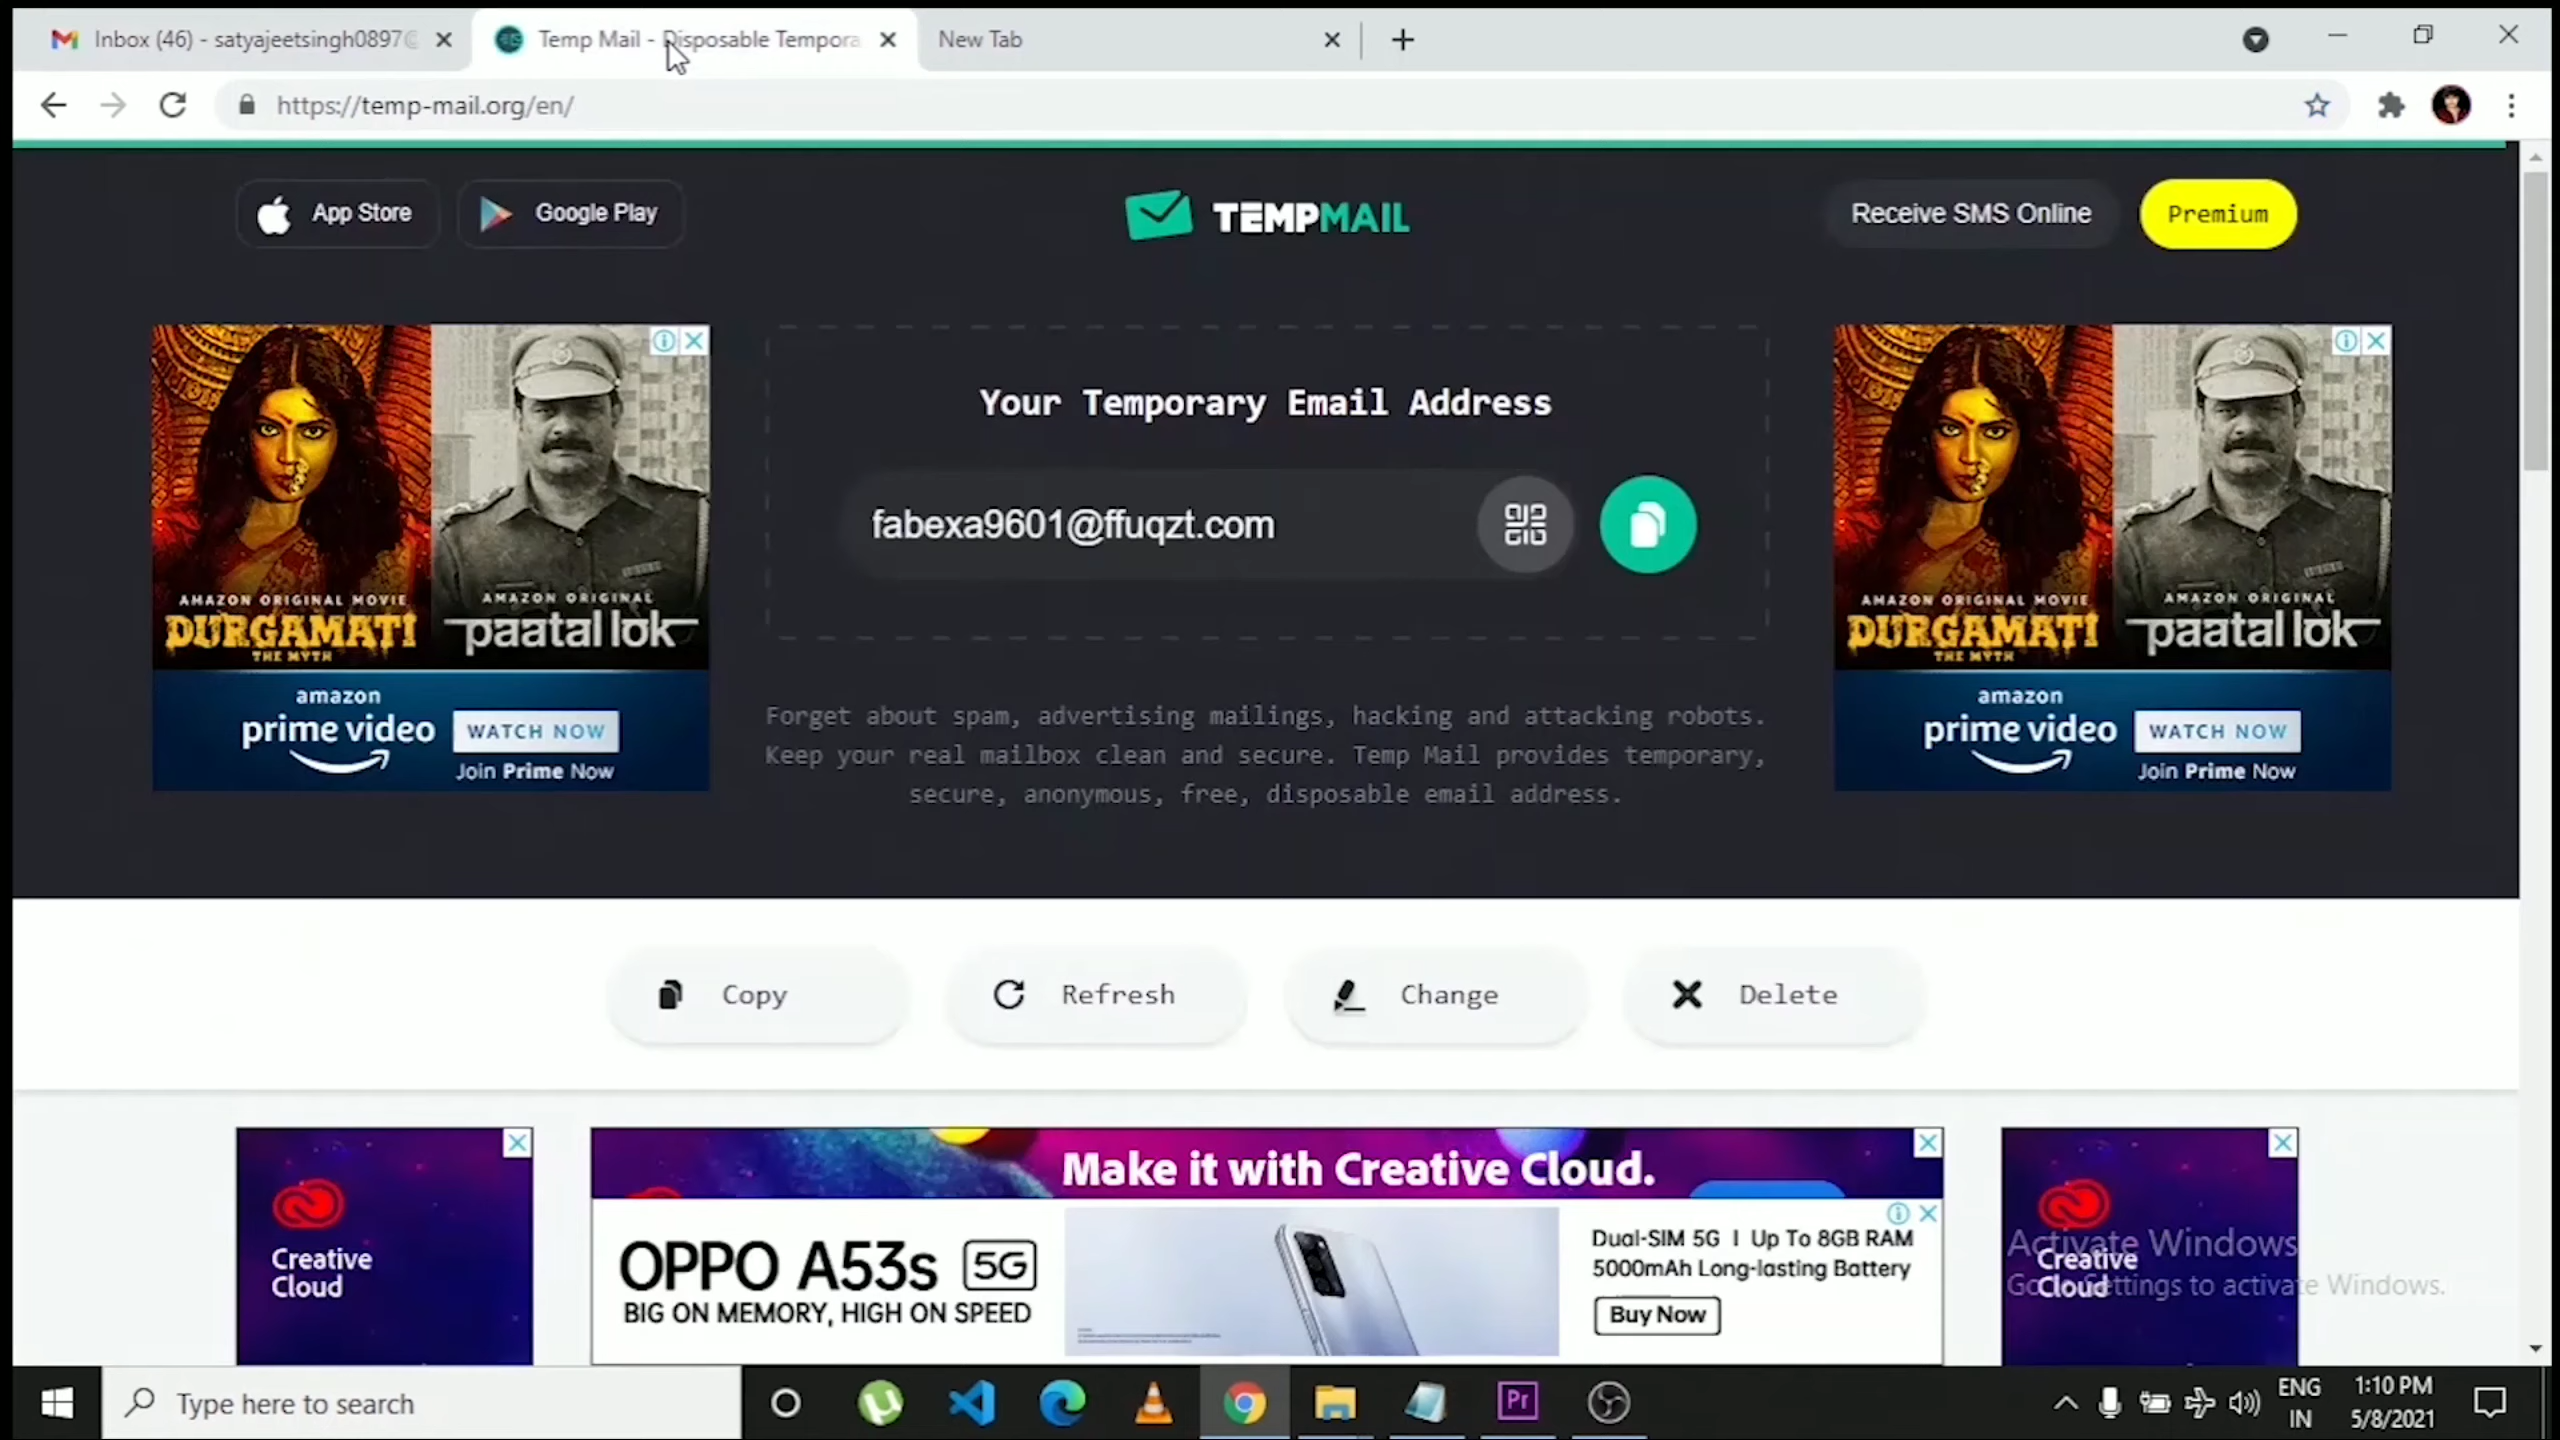 Inbox (46) - satyajeetsingh0897@
Temp Mail - Disposable Tempora
New Tab
https://temp-mail.org/en/
App Store
Google Play
TEMPMAIL
Receive SMS Online
Premium
AMAZON ORIGINAL MOVIE
DURGAMATI
THE MYTH
AMAZON ORIGINAL
paatal lok
amazon
prime video
WATCH NOW
Join Prime Now
Your Temporary Email Address
fabexa9601@ffuqzt.com
Forget about spam, advertising mailings, hacking and attacking robots.
Keep your real mailbox clean and secure. Temp Mail provides temporary,
secure, anonymous, free, disposable email address.
AMAZON ORIGINAL MOVIE
DURGAMATI
THE MYTH
AMAZON ORIGINAL
paatal lok
amazon
prime video
WATCH NOW
Join Prime Now
Copy
Refresh
Change
Delete
Creative
Cloud
Make it with Creative Cloud.
OPPO A53s 5G
BIG ON MEMORY, HIGH ON SPEED
Dual-SIM 5G | Up To 8GB RAM
5000mAh Long-lasting Battery
Buy Now
Creative
Cloud
Activate Windows
Go to Settings to activate Windows.
Type here to search
Pr
ENG
IN
1:10 PM
5/8/2021